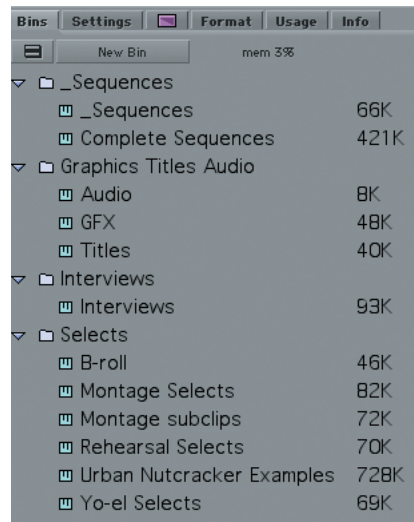 Bins Settings Format Usage Info
New Bin mem 3%
_Sequences
_Sequences 66K
Complete Sequences 421K
Graphics Titles Audio
Audio 8K
GFX 48K
Titles 40K
Interviews
Interviews 93K
Selects
B-roll 46K
Montage Selects 82K
Montage subclips 72K
Rehearsal Selects 70K
Urban Nutcracker Examples 728K
Yo-el Selects 69K